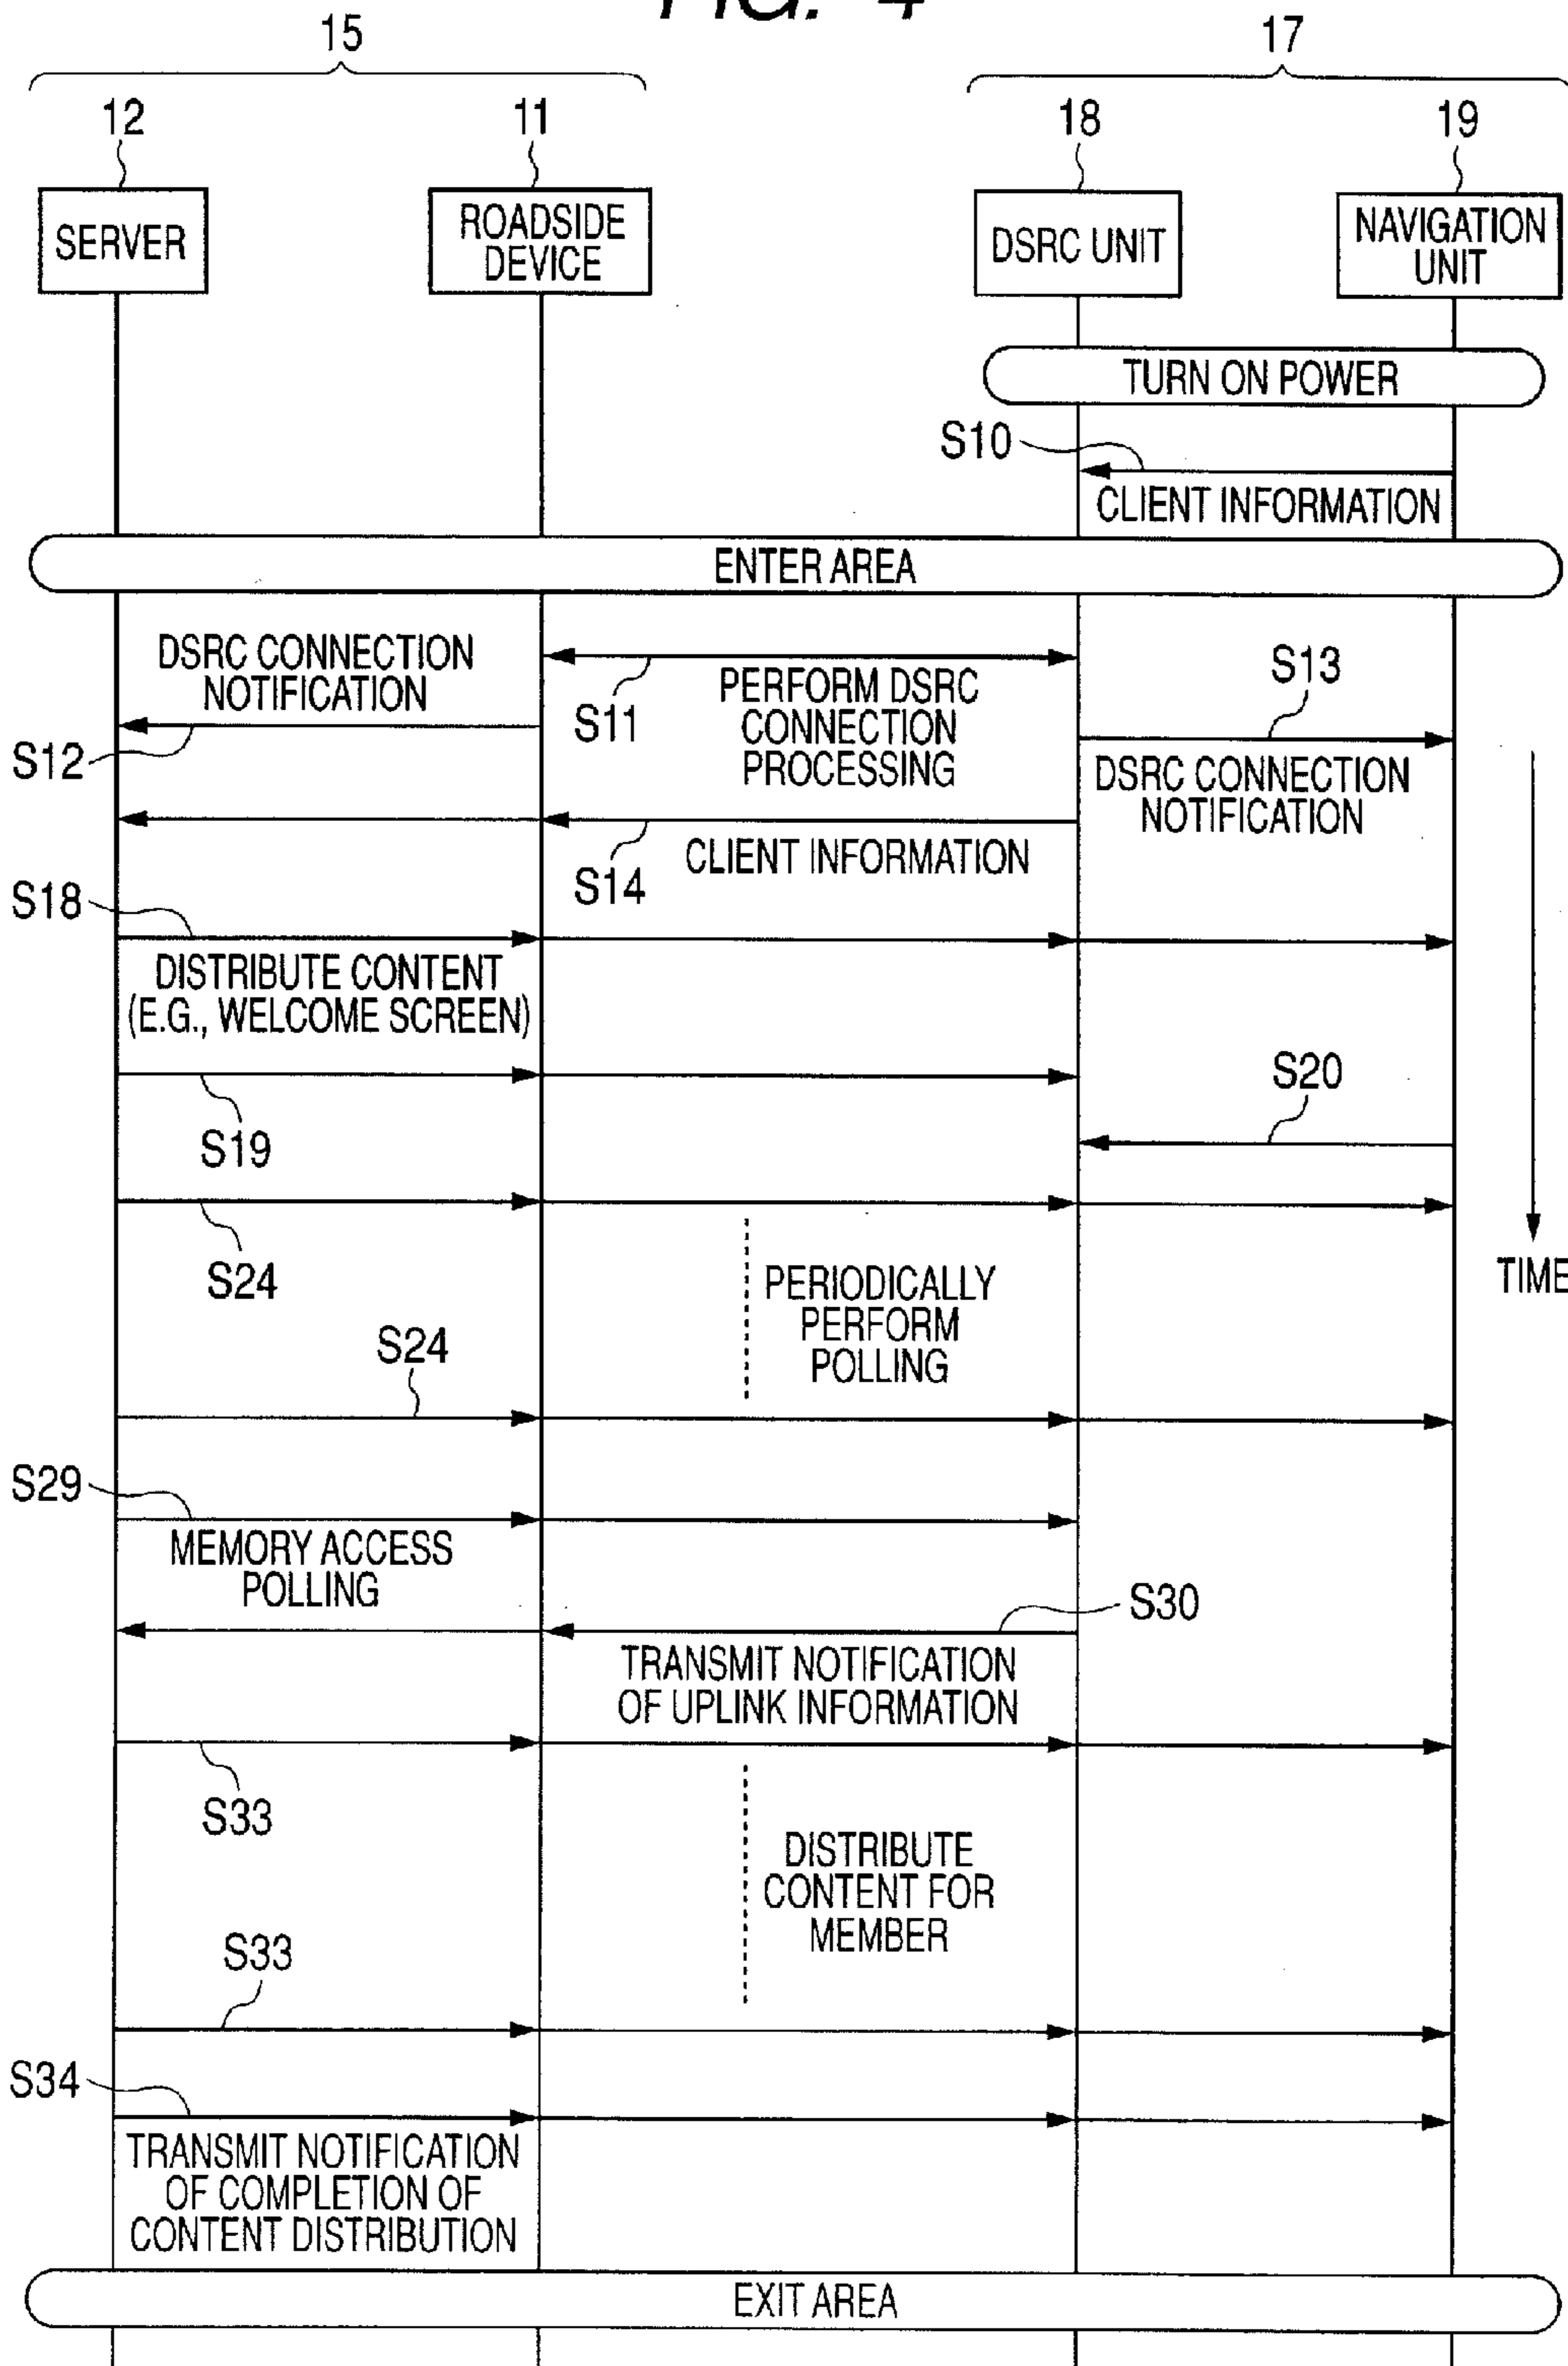 FIG. 4
15
17
12
11
18
19
SERVER
ROADSIDE
DEVICE
DSRC UNIT
NAVIGATION
UNIT
TURN ON POWER
S10
CLIENT INFORMATION
ENTER AREA
DSRC CONNECTION
NOTIFICATION
S12
S11
PERFORM DSRC
CONNECTION
PROCESSING
S13
DSRC CONNECTION
NOTIFICATION
S14
CLIENT INFORMATION
S18
DISTRIBUTE CONTENT
(E.G., WELCOME SCREEN)
S19
S20
S24
TIME
PERIODICALLY
PERFORM
POLLING
S24
S29
MEMORY ACCESS
POLLING
S30
TRANSMIT NOTIFICATION
OF UPLINK INFORMATION
S33
DISTRIBUTE
CONTENT FOR
MEMBER
S33
S34
TRANSMIT NOTIFICATION
OF COMPLETION OF
CONTENT DISTRIBUTION
EXIT AREA